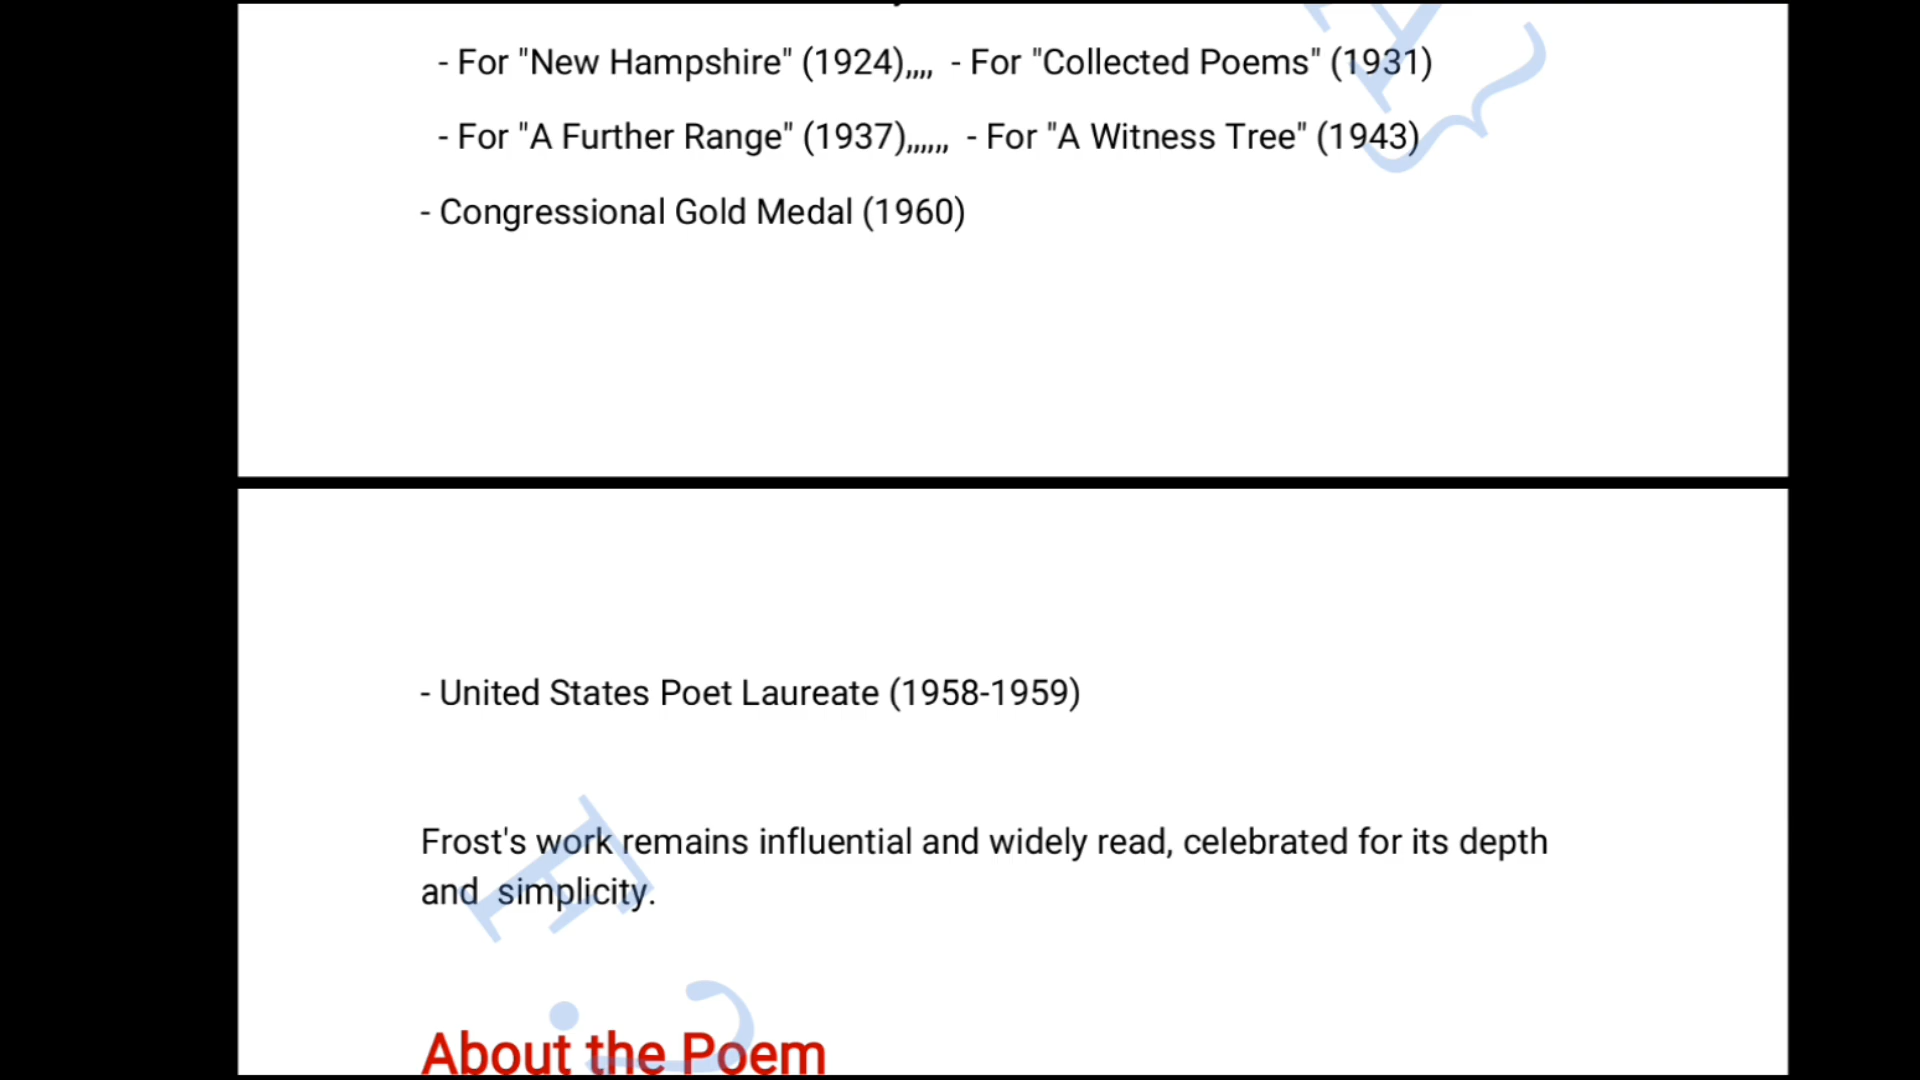 - For "New Hampshire" (1924),,,,  - For "Collected Poems" (1931)
- For "A Further Range" (1937),,,,,,  - For "A Witness Tree" (1943)
- Congressional Gold Medal (1960)
- United States Poet Laureate (1958-1959)
Frost's work remains influential and widely read, celebrated for its depth
and  simplicity.
About the Poem